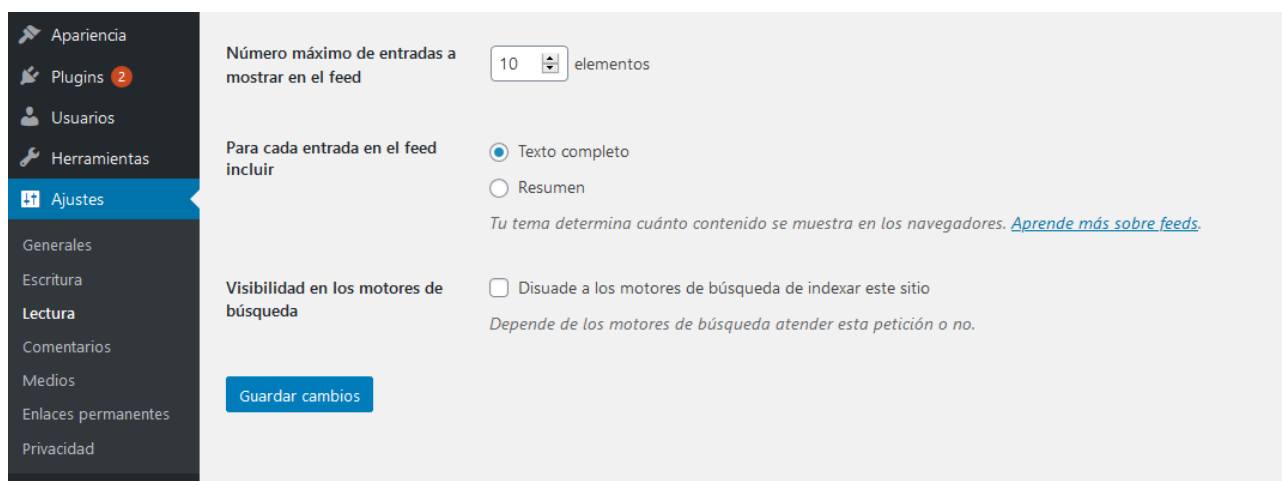 Apariencia
Plugins 2
Usuarios
Herramientas
Ajustes
Generales
Escritura
Lectura
Comentarios
Medios
Enlaces permanentes
Privacidad
Número máximo de entradas a
mostrar en el feed
10 elementos
Para cada entrada en el feed
incluir
Texto completo
Resumen
Tu tema determina cuánto contenido se muestra en los navegadores. Aprende más sobre feeds.
Visibilidad en los motores de
búsqueda
Disuade a los motores de búsqueda de indexar este sitio
Depende de los motores de búsqueda atender esta petición o no.
Guardar cambios